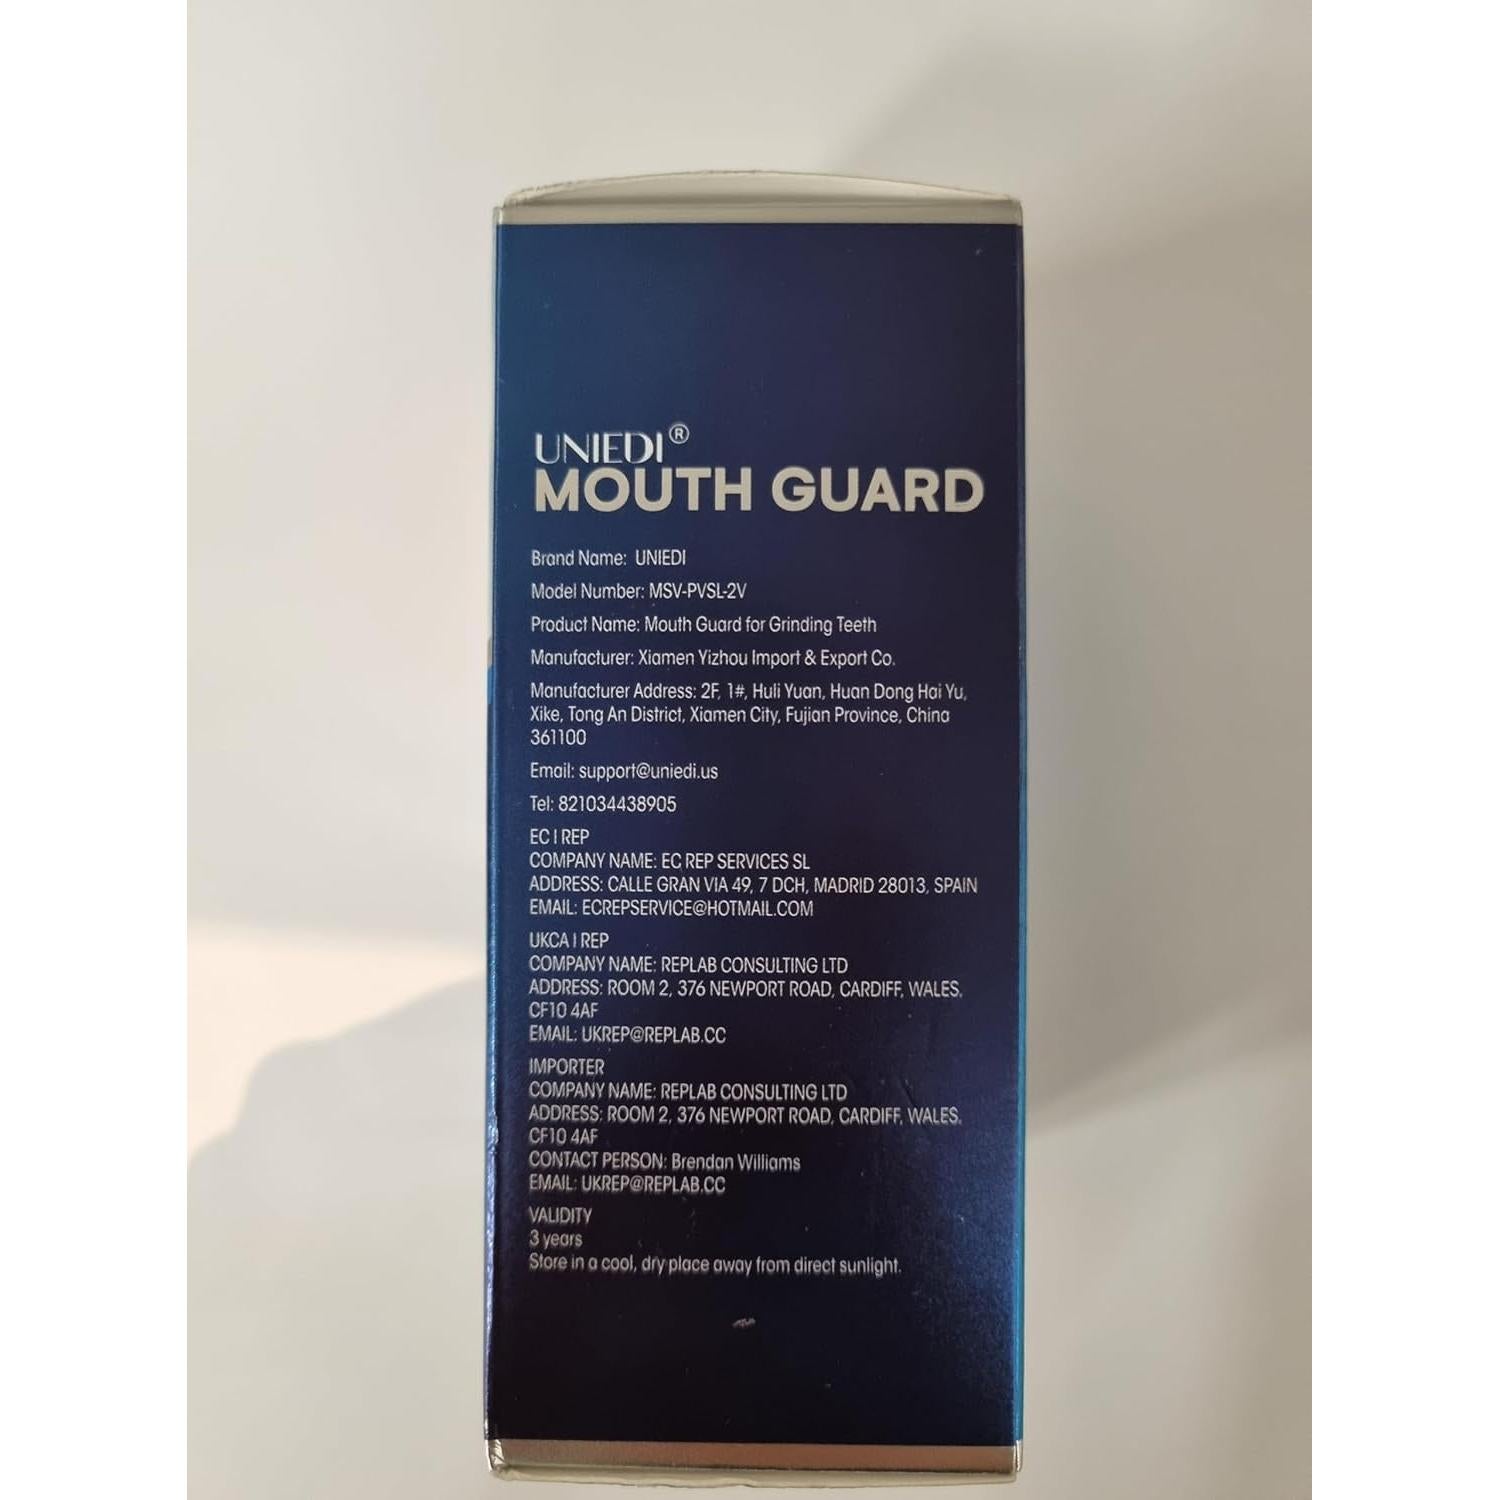 UNIEDI®
MOUTH GUARD
Brand Name: UNIEDI
Model Number: MSV-PVSL-2V
Product Name: Mouth Guard for Grinding Teeth
Manufacturer: Xiamen Yizhou Import & Export Co.
Manufacturer Address: 2F, 1#, Huli Yuan, Huan Dong Hai Yu,
Xike, Tong An District, Xiamen City, Fujian Province, China
361100
Email: support@uniedi.us
Tel: 821034438905
EC | REP
COMPANY NAME: EC REP SERVICES SL
ADDRESS: CALLE GRAN VIA 49, 7 DCH, MADRID 28013, SPAIN
EMAIL: ECREPSERVICE@HOTMAIL.COM
UKCA | REP
COMPANY NAME: REPLAB CONSULTING LTD
ADDRESS: ROOM 2, 376 NEWPORT ROAD, CARDIFF, WALES.
CF10 4AF
EMAIL: UKREP@REPLAB.CC
IMPORTER
COMPANY NAME: REPLAB CONSULTING LTD
ADDRESS: ROOM 2, 376 NEWPORT ROAD, CARDIFF, WALES.
CF10 4AF
CONTACT PERSON: Brendan Williams
EMAIL: UKREP@REPLAB.CC
VALIDITY
3 years
Store in a cool, dry place away from direct sunlight.